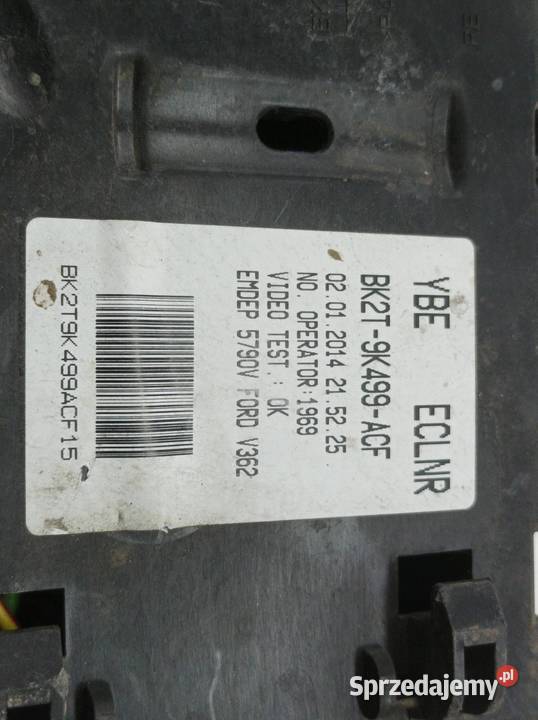 YBE ECLNR
BK2T-9K499-ACF
02.01.2014 21.52.25
NO. OPERATOR:1969
VIDEO TEST.: OK
EMDEP 5790V FORD V362
BK2T9K499ACF15
Sprzedajemy.pl